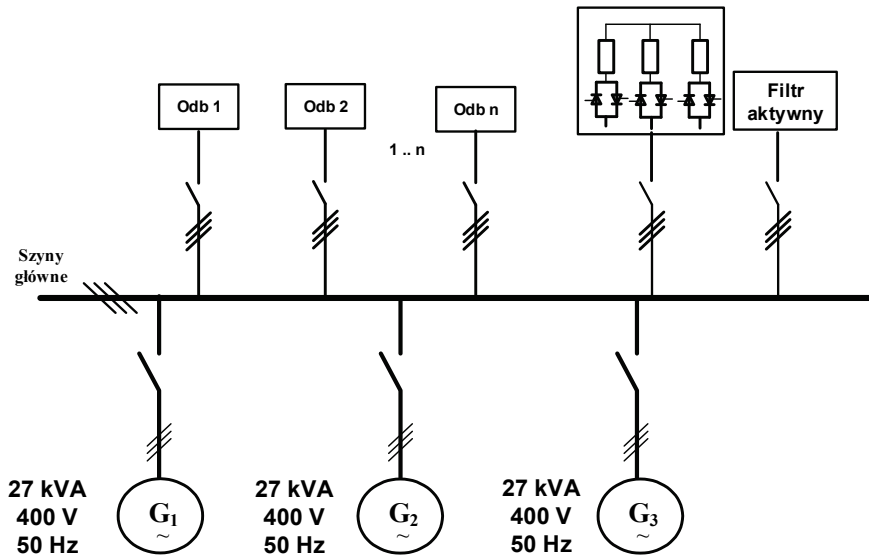 Odb 1
Odb 2
Odb n
1 .. n
Filtr
aktywny
Szyny
główne
27 kVA
400 V
50 Hz
G1
~
27 kVA
400 V
50 Hz
G2
~
27 kVA
400 V
50 Hz
G3
~